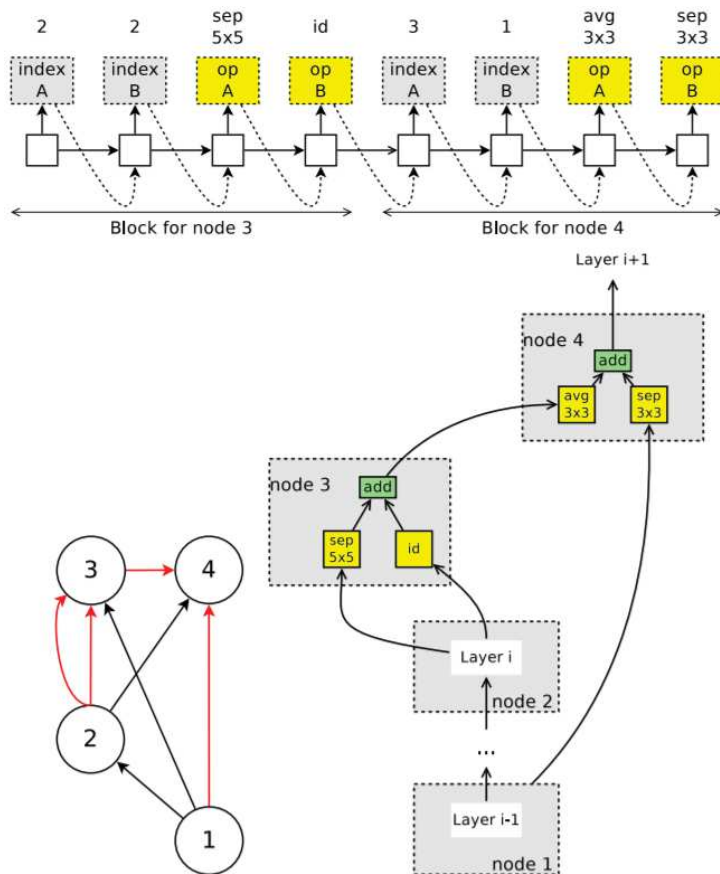 2 2 sep 5x5 id 3 1 avg 3x3 sep 3x3
index A index B op A op B index A index B op A op B
Block for node 3 Block for node 4
Layer i+1
node 4
add
avg 3x3
sep 3x3
node 3
add
sep 5x5
id
3 4
Layer i
node 2
2
...
1
Layer i-1
node 1